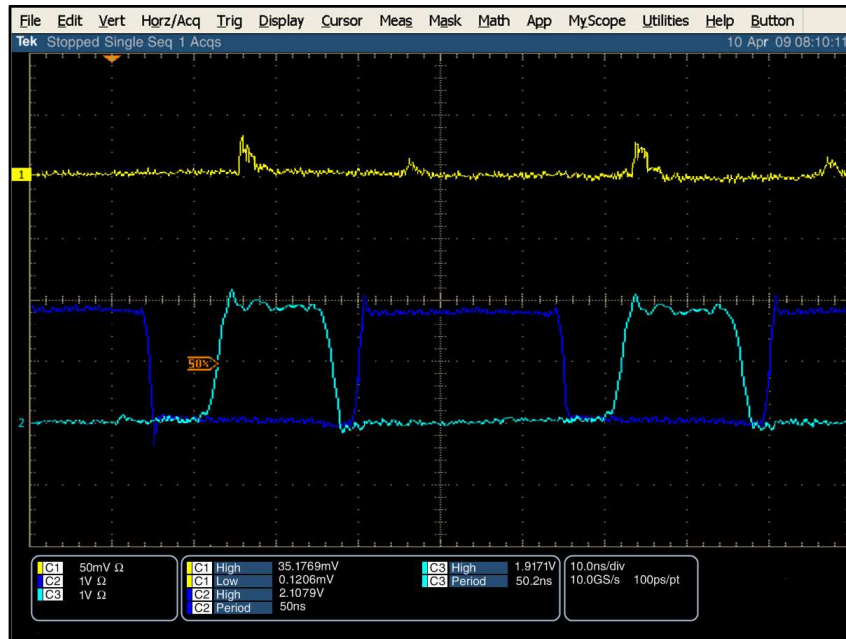 File Edit Vert Horz/Acq Trig Display Cursor Meas Mask Math App MyScope Utilities Help Button
Tek Stopped Single Seq 1 Acqs 10 Apr 09 08:10:11
1
50%
2
C1 50mV Ω
C2 1V Ω
C3 1V Ω
C1 High 35.1769mV
C1 Low 0.1206mV
C2 High 2.1079V
C2 Period 50ns
C3 High 1.9171V
C3 Period 50.2ns
10.0ns/div
10.0GS/s 100ps/pt